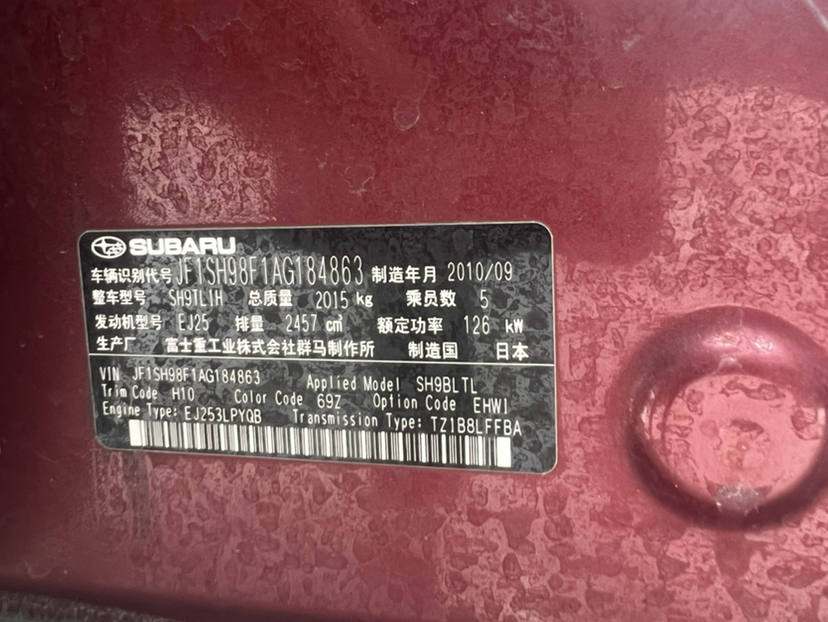 SUBARU
车辆识别代号 JF1SH98F1AG184863 制造年月 2010/09
整车型号 SH9TL1H 总质量 2015 kg 乘员数 5
发动机型号 EJ25 排量 2457 cm³ 额定功率 126 kW
生产厂 富士重工业株式会社群马制作所 制造国 日本
VIN JF1SH98F1AG184863 Applied Model SH9BLTL
Trim Code H10 Color Code 69Z Option Code EHWI
Engine Type: EJ253LPYQB Transmission Type: TZ1B8LFFBA